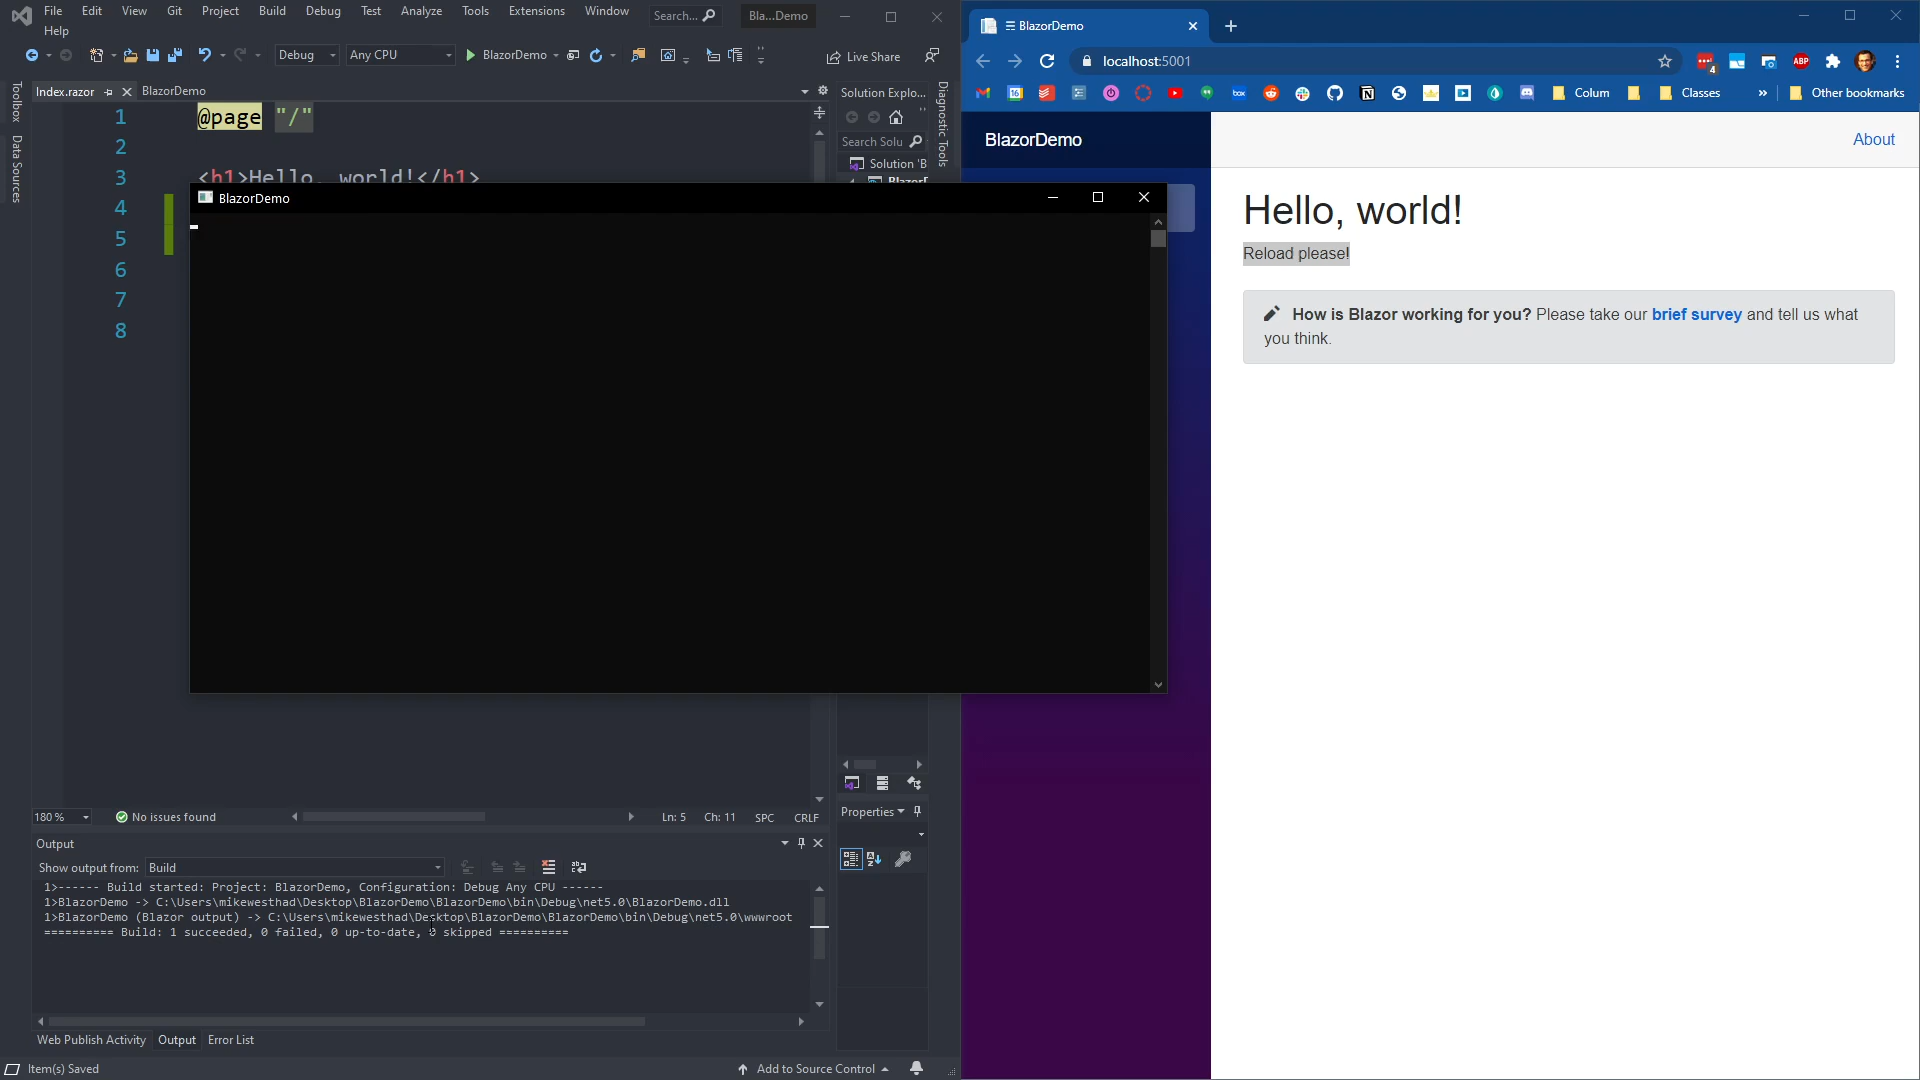 File Edit View Git Project Build Debug Test Analyze Tools Extensions Window Search... Bla...Demo
Help
Debug Any CPU BlazorDemo Live Share
Toolbox
Data Sources
Index.razor BlazorDemo
1 @page "/"
2
3 <h1>Hello, world!</h1>
4
5
6
7
8
Solution Explo...
Search Solu
Solution 'B
BlazorD
Diagnostic Tools
BlazorDemo
180 % No issues found Ln: 5 Ch: 11 SPC CRLF
Properties
Output
Show output from: Build
1>------ Build started: Project: BlazorDemo, Configuration: Debug Any CPU ------
1>BlazorDemo -> C:\Users\mikewesthad\Desktop\BlazorDemo\BlazorDemo\bin\Debug\net5.0\BlazorDemo.dll
1>BlazorDemo (Blazor output) -> C:\Users\mikewesthad\Desktop\BlazorDemo\BlazorDemo\bin\Debug\net5.0\wwwroot
========== Build: 1 succeeded, 0 failed, 0 up-to-date, 0 skipped ==========
Web Publish Activity Output Error List
Item(s) Saved Add to Source Control
BlazorDemo
localhost:5001
4
ABP
16
box
Colum Classes » Other bookmarks
BlazorDemo
About
Hello, world!
Reload please!
How is Blazor working for you? Please take our brief survey and tell us what
you think.